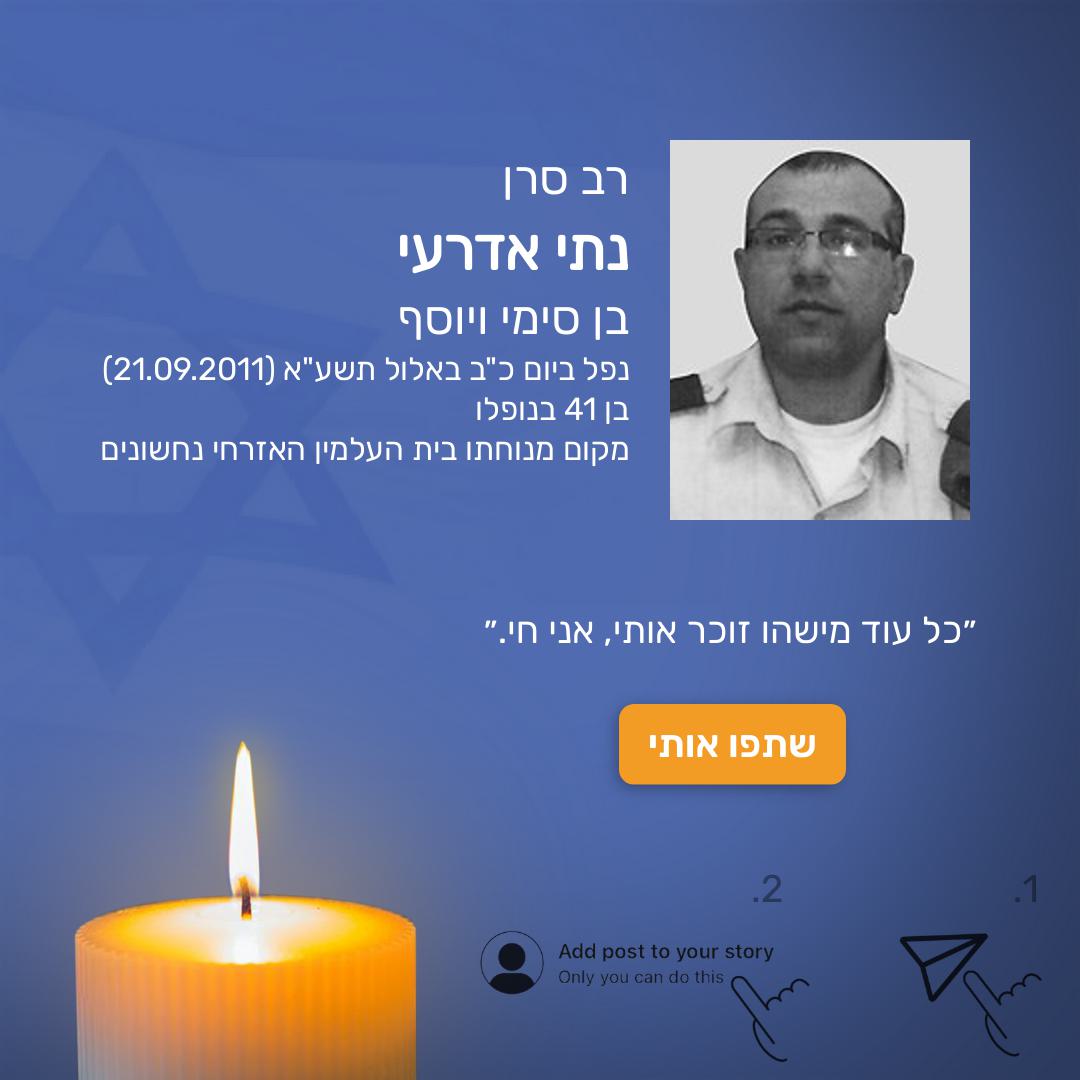 רב סרן
נתי אדרעי
בן סימי ויוסף
נפל ביום כ"ב באלול תשע"א (21.09.2011)
בן 41 בנופלו
מקום מנוחתו בית העלמין האזרחי נחשונים
״כל עוד מישהו זוכר אותי, אני חי.״
שתפו אותי
1.
2.
Add post to your story
Only you can do this